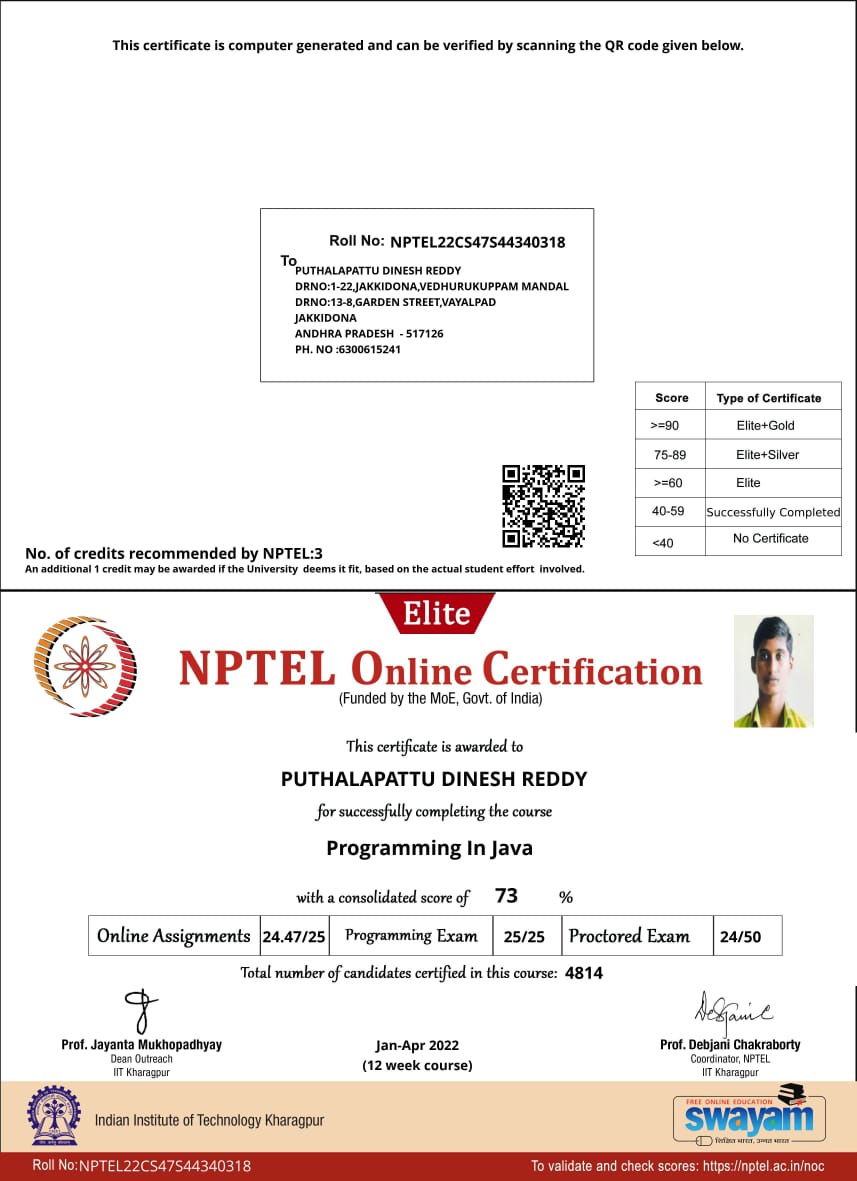 This certificate is computer generated and can be verified by scanning the QR code given below.
Roll No: NPTEL22CS47S44340318
To
PUTHALAPATTU DINESH REDDY
DRNO:1-22,JAKKIDONA,VEDHURUKUPPAM MANDAL
DRNO:13-8,GARDEN STREET,VAYALPAD
JAKKIDONA
ANDHRA PRADESH - 517126
PH. NO :6300615241
Score Type of Certificate
>=90 Elite+Gold
75-89 Elite+Silver
>=60 Elite
40-59 Successfully Completed
<40 No Certificate
No. of credits recommended by NPTEL:3
An additional 1 credit may be awarded if the University deems it fit, based on the actual student effort involved.
Elite
NPTEL Online Certification
(Funded by the MoE, Govt. of India)
This certificate is awarded to
PUTHALAPATTU DINESH REDDY
for successfully completing the course
Programming In Java
with a consolidated score of 73 %
Online Assignments 24.47/25 Programming Exam 25/25 Proctored Exam 24/50
Total number of candidates certified in this course: 4814
Prof. Jayanta Mukhopadhyay
Dean Outreach
IIT Kharagpur
Jan-Apr 2022
(12 week course)
Prof. Debjani Chakraborty
Coordinator, NPTEL
IIT Kharagpur
Indian Institute of Technology Kharagpur
FREE ONLINE EDUCATION
swayam
शिक्षित भारत, उन्नत भारत
Roll No:NPTEL22CS47S44340318
To validate and check scores: https://nptel.ac.in/noc